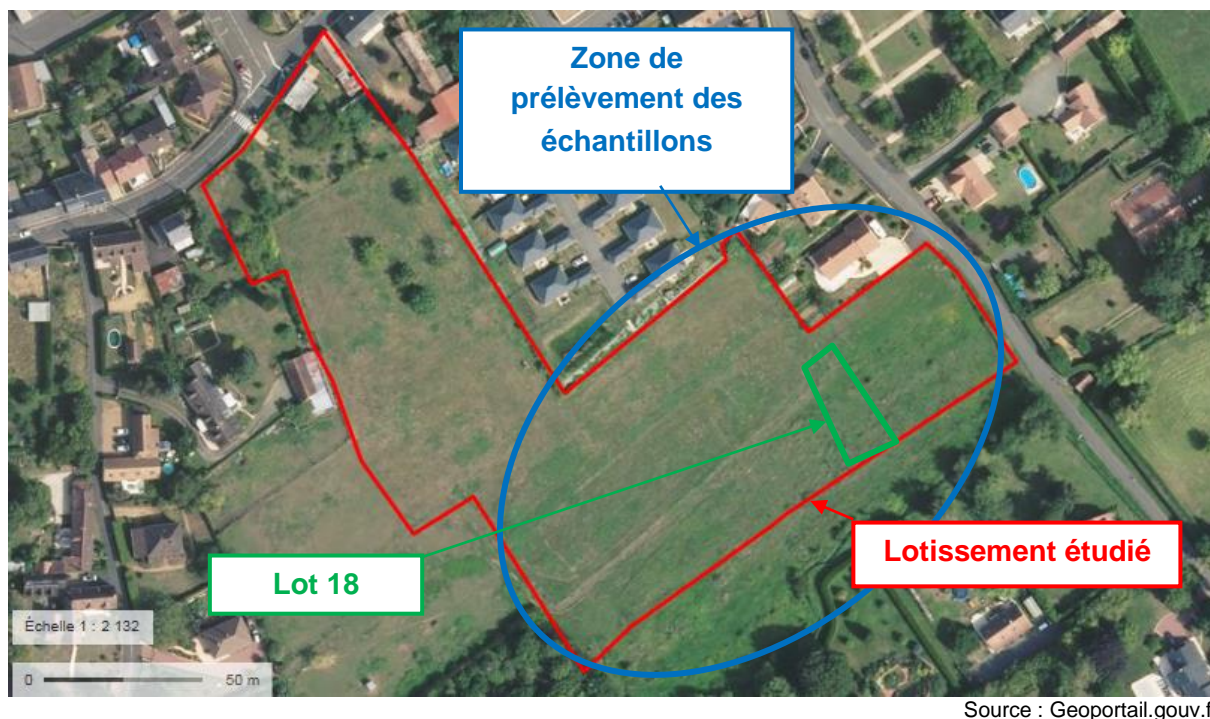 Zone de
prélèvement des
échantillons
Lotissement étudié
Lot 18
Échelle 1 : 2 132
0 50 m
Source : Geoportail.gouv.f